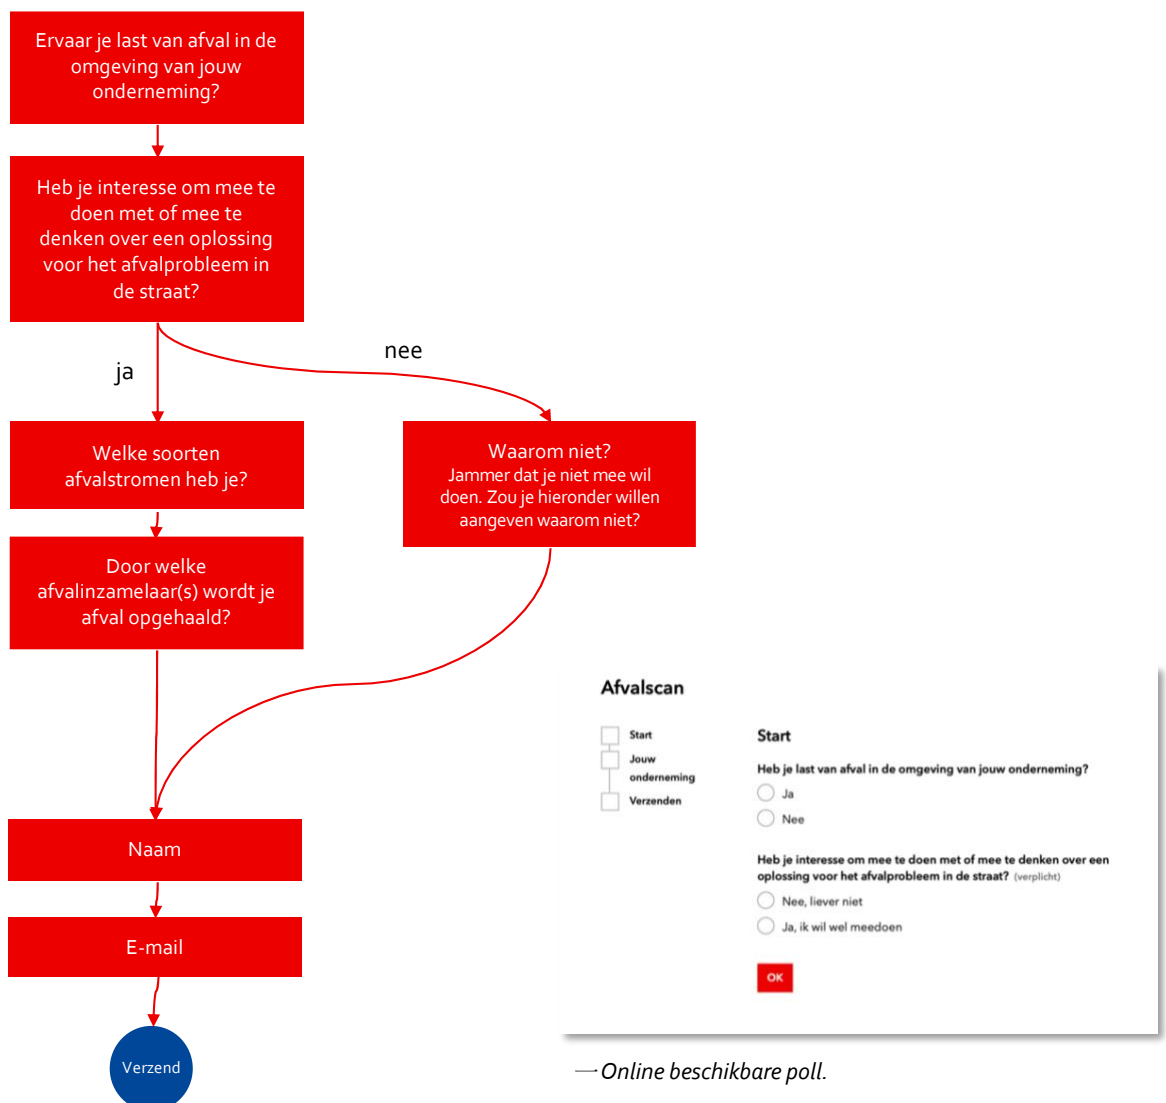 Ervaar je last van afval in de
omgeving van jouw
onderneming?
Heb je interesse om mee te
doen met of mee te
denken over een oplossing
voor het afvalprobleem in
de straat?
ja
nee
Welke soorten
afvalstromen heb je?
Waarom niet?
Jammer dat je niet mee wil
doen. Zou je hieronder willen
aangeven waarom niet?
Door welke
afvalinzamelaar(s) wordt je
afval opgehaald?
Naam
E-mail
Verzend
Afvalscan
Start
Jouw
onderneming
Verzenden
Start
Heb je last van afval in de omgeving van jouw onderneming?
Ja
Nee
Heb je interesse om mee te doen met of mee te denken over een
oplossing voor het afvalprobleem in de straat? (verplicht)
Nee, liever niet
Ja, ik wil wel meedoen
OK
Online beschikbare poll.